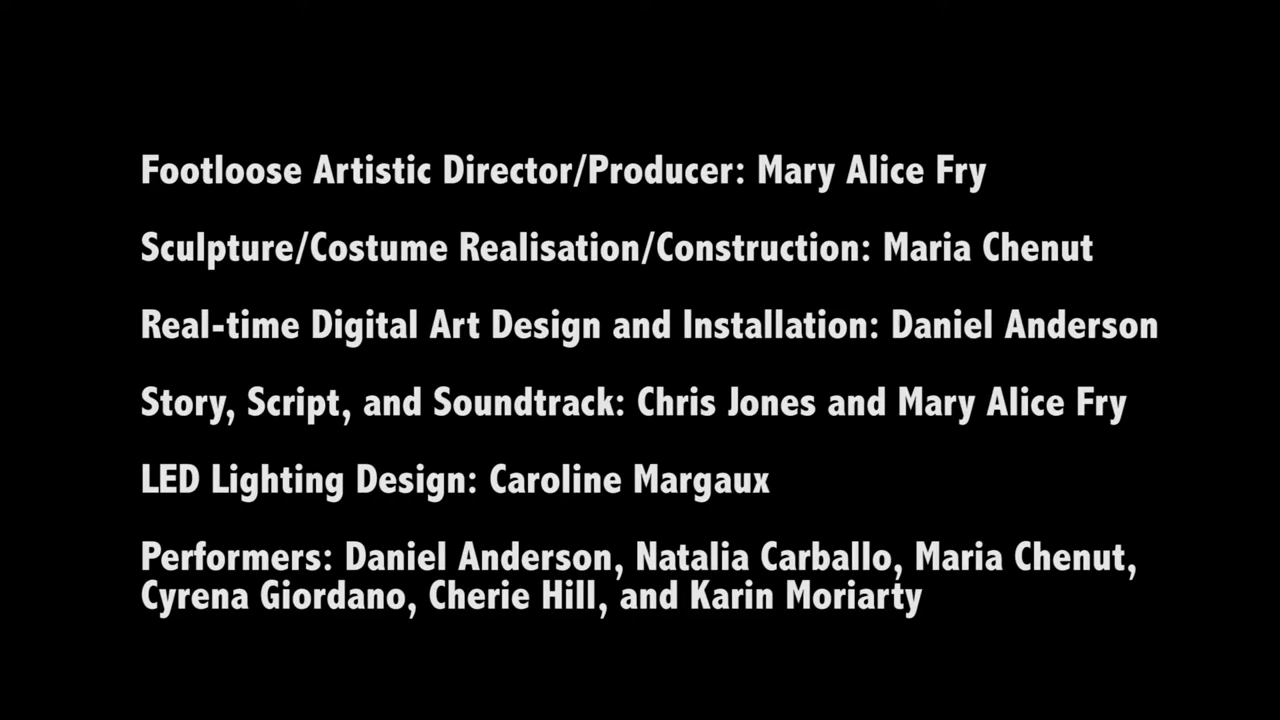 Footloose Artistic Director/Producer: Mary Alice Fry
Sculpture/Costume Realisation/Construction: Maria Chenut
Real-time Digital Art Design and Installation: Daniel Anderson
Story, Script, and Soundtrack: Chris Jones and Mary Alice Fry
LED Lighting Design: Caroline Margaux
Performers: Daniel Anderson, Natalia Carballo, Maria Chenut,
Cyrena Giordano, Cherie Hill, and Karin Moriarty